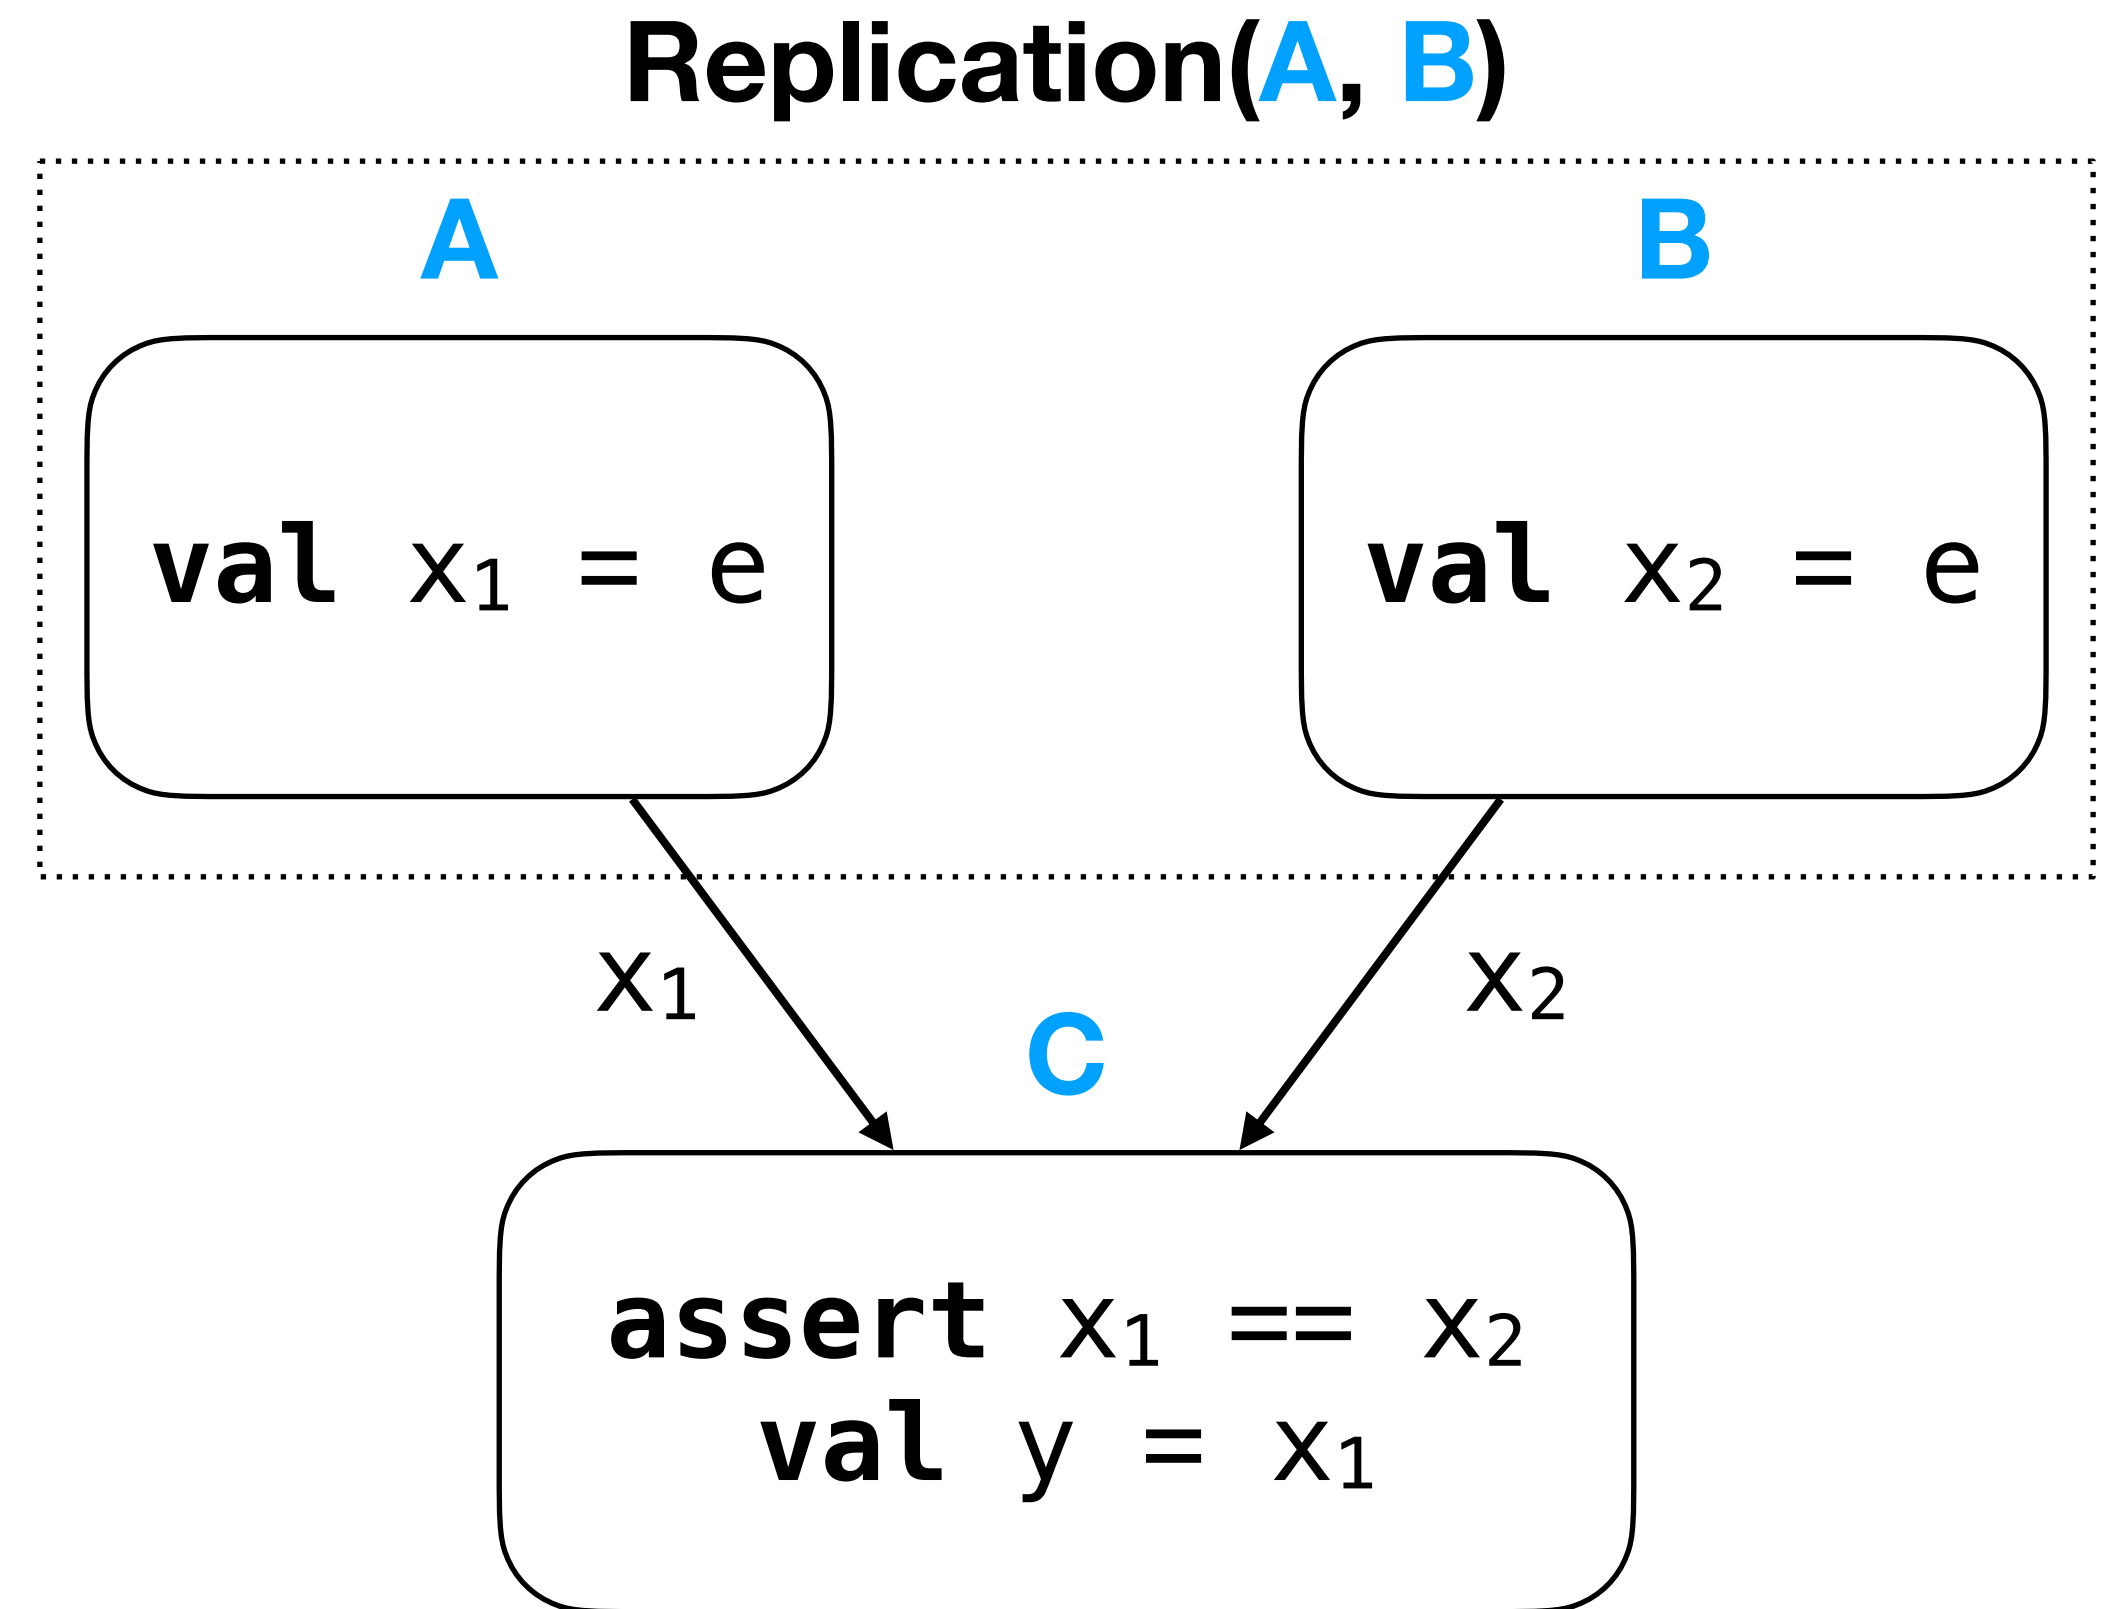 Replication(A, B)
A
B
val x₁ = e
val x₂ = e
x₁
x₂
C
assert x₁ == x₂
val y = x₁